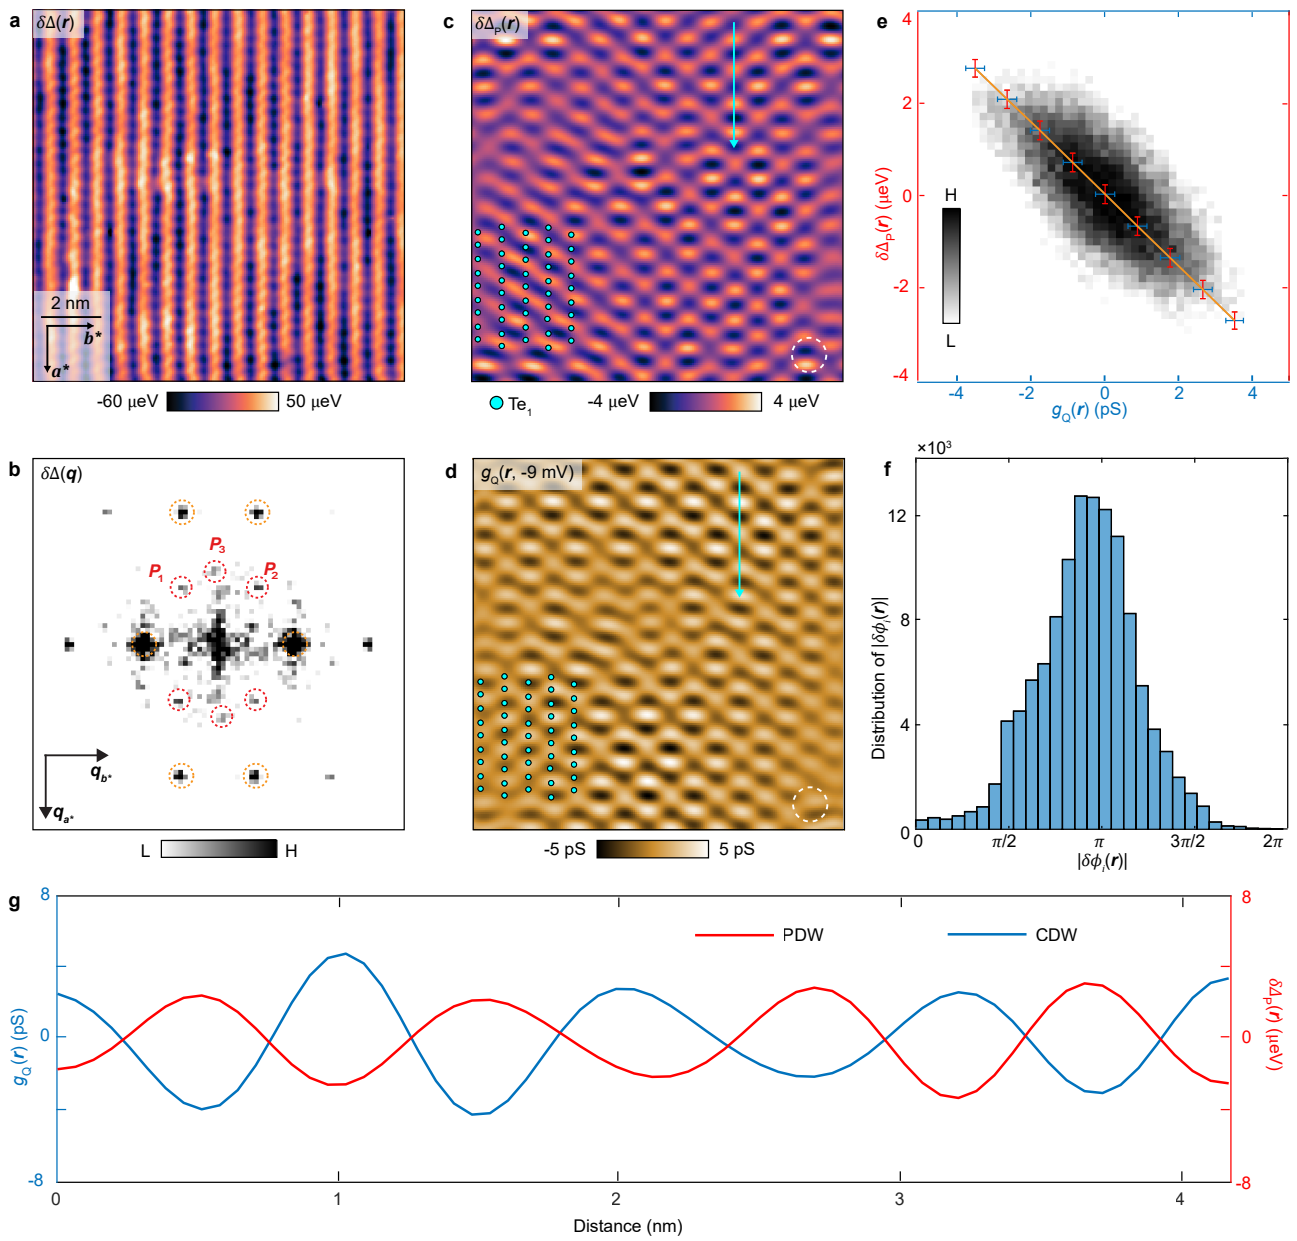 a
δΔ(r)
2 nm
b*
a*
-60 μeV
50 μeV
c
δΔP(r)
Te1
-4 μeV
4 μeV
e
-4
-2
0
2
4
gQ(r) (pS)
4
2
0
-2
-4
δΔP(r) (μeV)
H
L
b
δΔ(q)
P1
P3
P2
qb*
qa*
L
H
d
gQ(r, -9 mV)
-5 pS
5 pS
f
×10³
12
8
4
0
Distribution of |δϕi(r)|
0
π/2
π
3π/2
2π
|δϕi(r)|
g
8
0
-8
gQ(r) (pS)
PDW
CDW
8
0
-8
δΔP(r) (μeV)
0
1
2
3
4
Distance (nm)